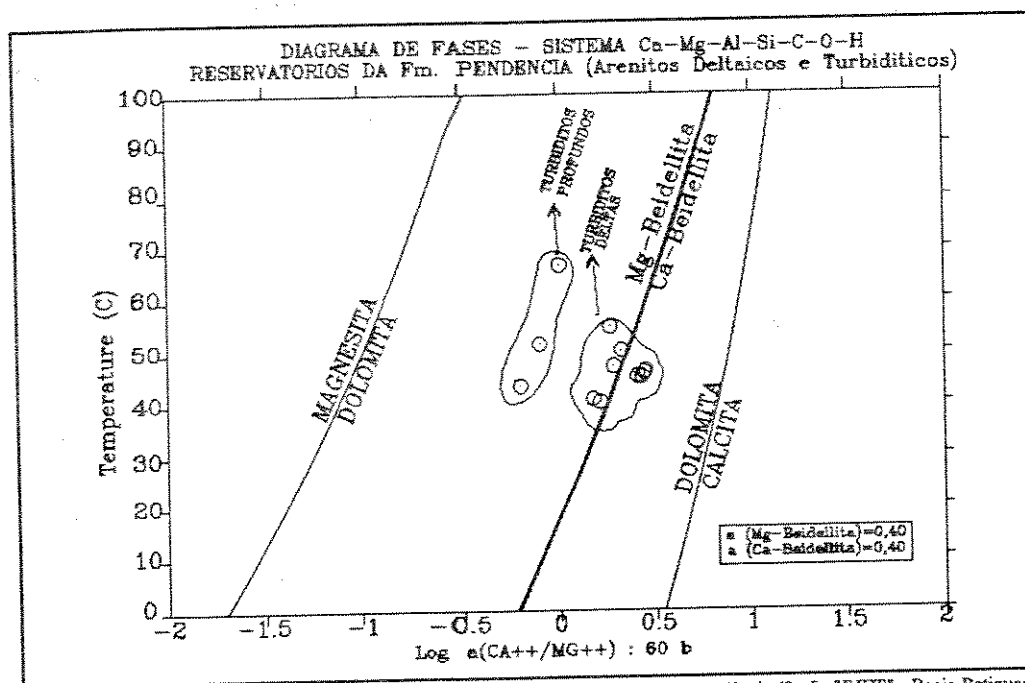 DIAGRAMA DE FASES - SISTEMA Ca-Mg-Al-Si-C-O-H
RESERVATORIOS DA Fm. PENDENCIA (Arenitos Deltaicos e Turbidíticos)
Temperature (C)
100
90
80
70
60
50
40
30
20
10
0
MAGNESITA
DOLOMITA
TURBIDITOS
PROFUNDOS
TURBIDITOS
DELTAS
Mg-Beidellita
Ca-Beidellita
DOLOMITA
CALCITA
a (Mg-Beidellita)=0,40
a (Ca-Beidellita)=0,40
-2 -1.5 -1 -0.5 0 0.5 1 1.5 2
Log a(CA++/MG++) : 60 b